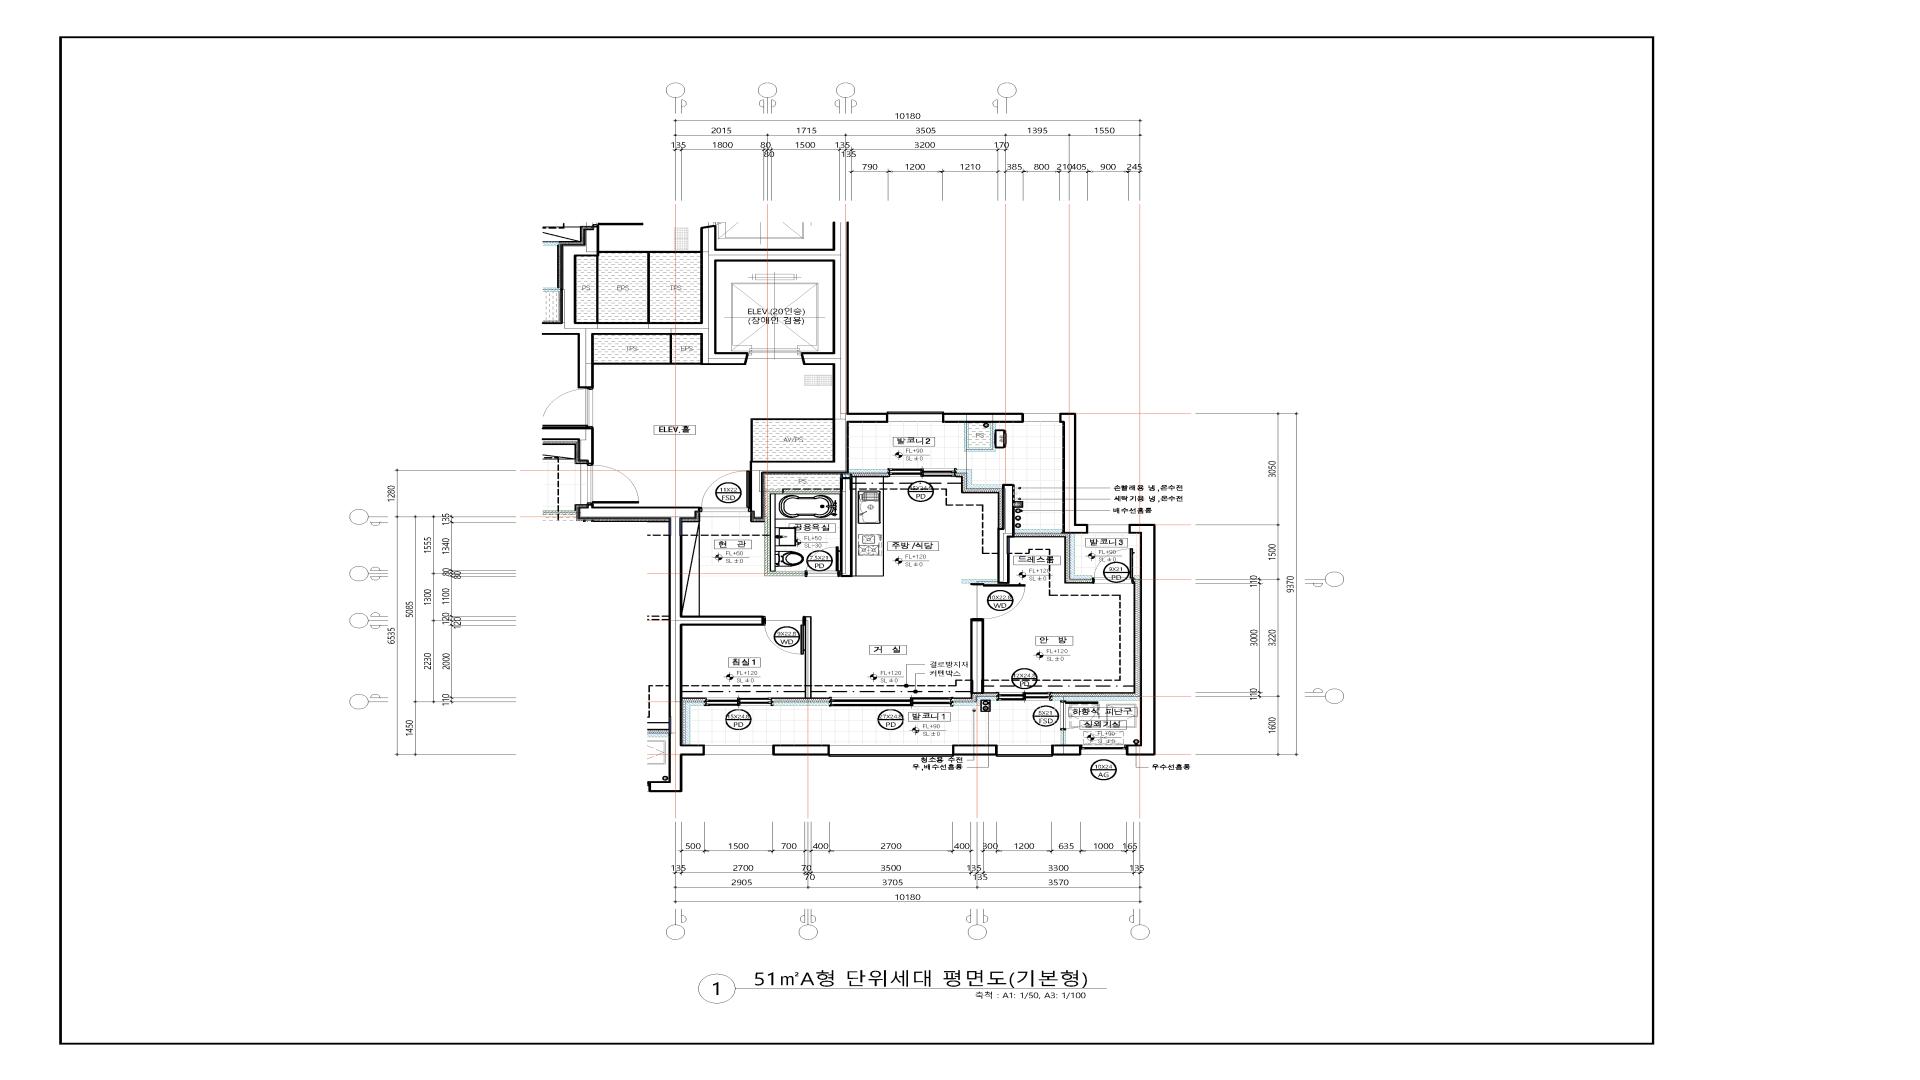 10180
2015 1715 3505 1395 1550
135 1800 80 1500 135 3200 170
80 135
790 1200 1210 385 800 210 405 900 245
PS EPS TPS
ELEV.(20인승)
(장애인 겸용)
TPS EPS
ELEV.홀
AV/PS
발코니2
FL+90
SL±0
PS
3050
1280
손빨래용 냉,온수전
세탁기용 냉,온수전
배수선홈통
PS
FSD
PD
공용욕실
FL+50
SL-30
현 관
FL+60
SL±0
PD
주방/식당
FL+120
SL±0
드레스룸
FL+120
SL±0
발코니3
FL+90
SL±0
9X21
PD
135
1555 1340
80
80
1300 1100
5085
6535
120
120
2230 2000
110
1450
1500
110
9370
3000 3220
110
1600
WD
WD
거 실
FL+120
SL±0
안 방
FL+120
SL±0
침실1
FL+120
SL±0
결로방지재
커텐박스
PD
PD
PD
발코니1
FL+90
SL±0
FSD
하향식 피난구
실외기실
FL+90
SL±0
청소용 수전
우,배수선홈통
우수선홈통
AG
500 1500 700 400 2700 400 300 1200 635 1000 165
135 2700 70 3500 135 3300 135
70 135
2905 3705 3570
10180
1 51㎡A형 단위세대 평면도(기본형)
축척 : A1: 1/50, A3: 1/100